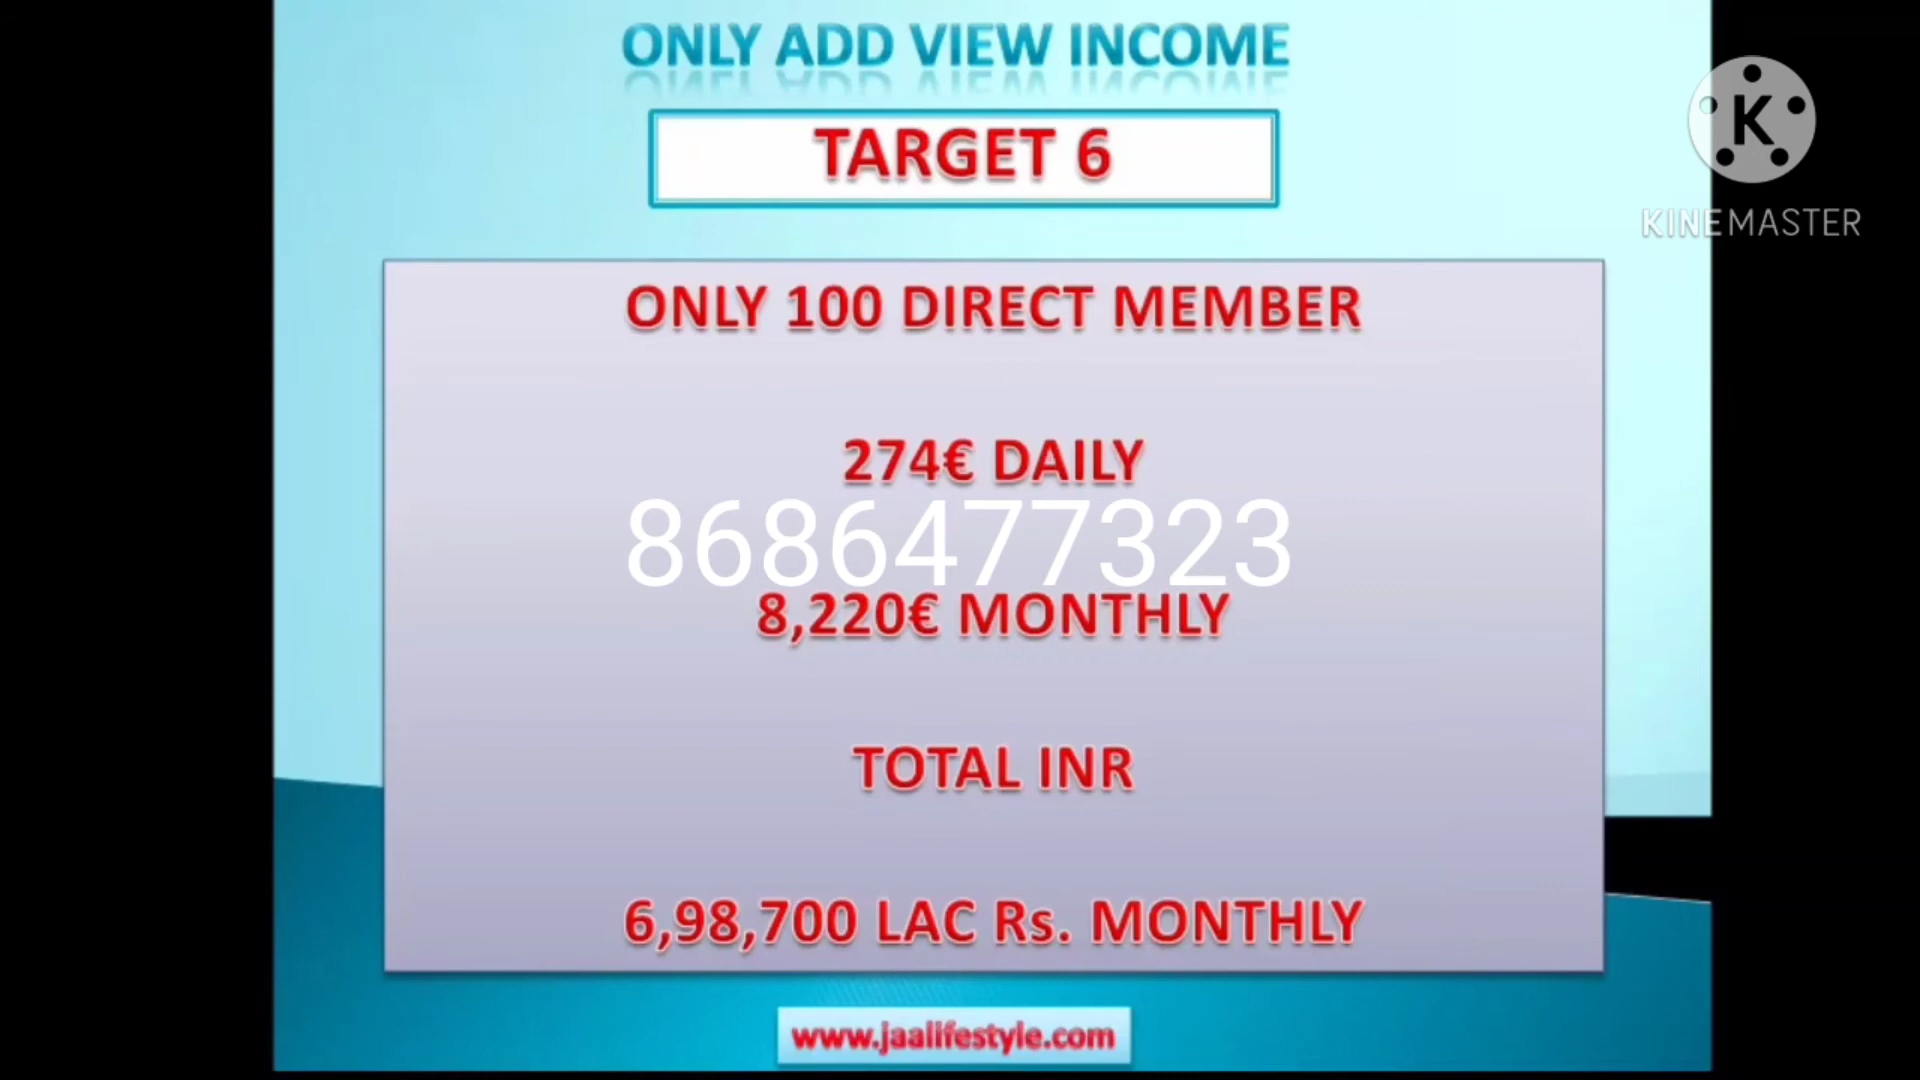 ONLY ADD VIEW INCOME
TARGET 6
K
KINEMASTER
ONLY 100 DIRECT MEMBER
274€ DAILY
8686477323
8,220€ MONTHLY
TOTAL INR
6,98,700 LAC Rs. MONTHLY
www.jaalifestyle.com